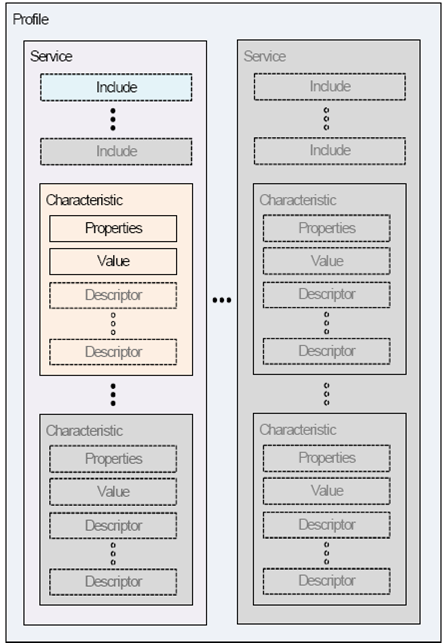 Profile
Service
Include
Include
Characteristic
Properties
Value
Descriptor
Descriptor
Characteristic
Properties
Value
Descriptor
Descriptor
Service
Include
Include
Characteristic
Properties
Value
Descriptor
Descriptor
Characteristic
Properties
Value
Descriptor
Descriptor